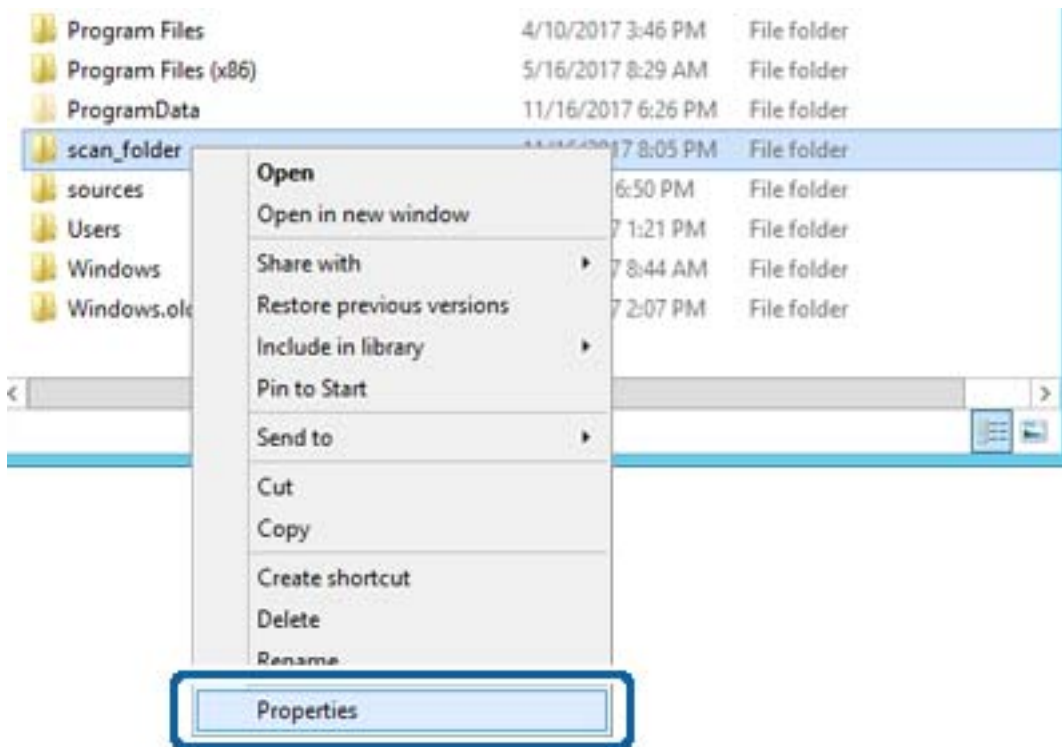 Program Files 4/10/2017 3:46 PM File folder
Program Files (x86) 5/16/2017 8:29 AM File folder
ProgramData 11/16/2017 6:26 PM File folder
scan_folder 17 8:05 PM File folder
sources 6:50 PM File folder
Users 7 1:21 PM File folder
Windows 7 8:44 AM File folder
Windows.old 7 2:07 PM File folder
Open
Open in new window
Share with
Restore previous versions
Include in library
Pin to Start
Send to
Cut
Copy
Create shortcut
Delete
Rename
Properties